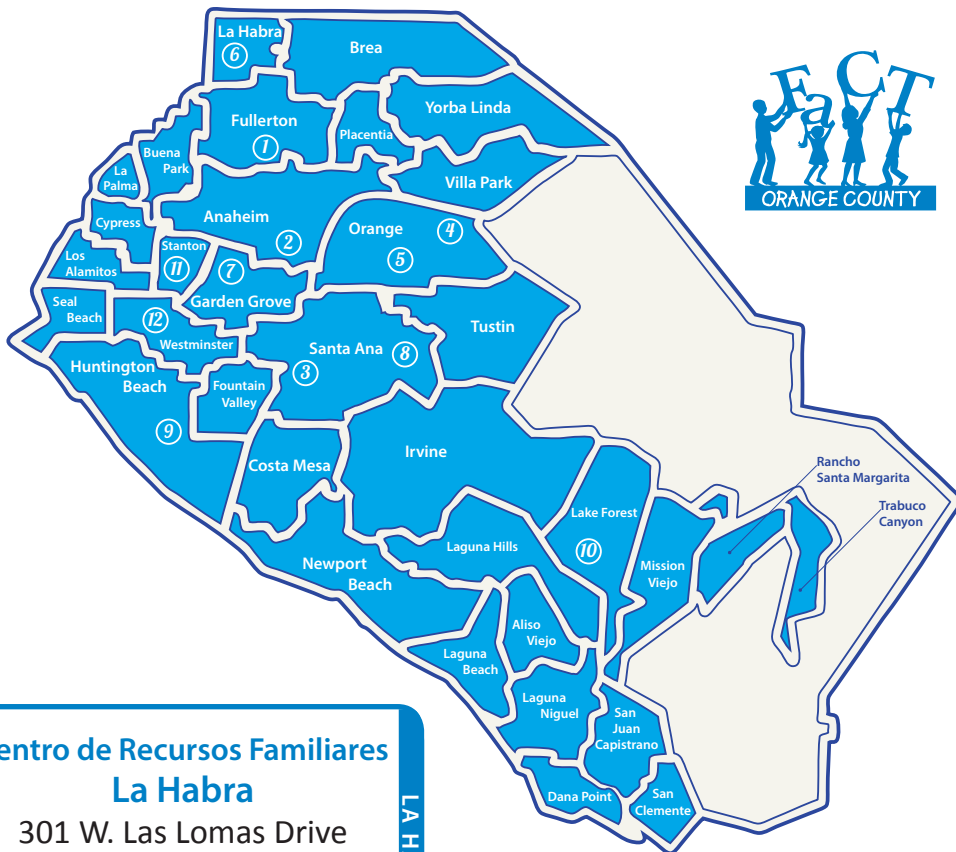 La Habra
6
Brea
FaCT
ORANGE COUNTY
Yorba Linda
Fullerton
1
Placentia
Buena
Park
La
Palma
Villa Park
Anaheim
2
Orange
4
5
Cypress
Stanton
11
7
Garden Grove
Los
Alamitos
Seal
Beach
12
Westminster
Tustin
Santa Ana
8
3
Huntington
Beach
9
Fountain
Valley
Irvine
Costa Mesa
Rancho
Santa Margarita
Trabuco
Canyon
Lake Forest
10
Laguna Hills
Mission
Viejo
Newport
Beach
Aliso
Viejo
Laguna
Beach
Laguna
Niguel
San
Juan
Capistrano
Dana Point
San
Clemente
entro de Recursos Familiares
La Habra
301 W. Las Lomas Drive
LA H